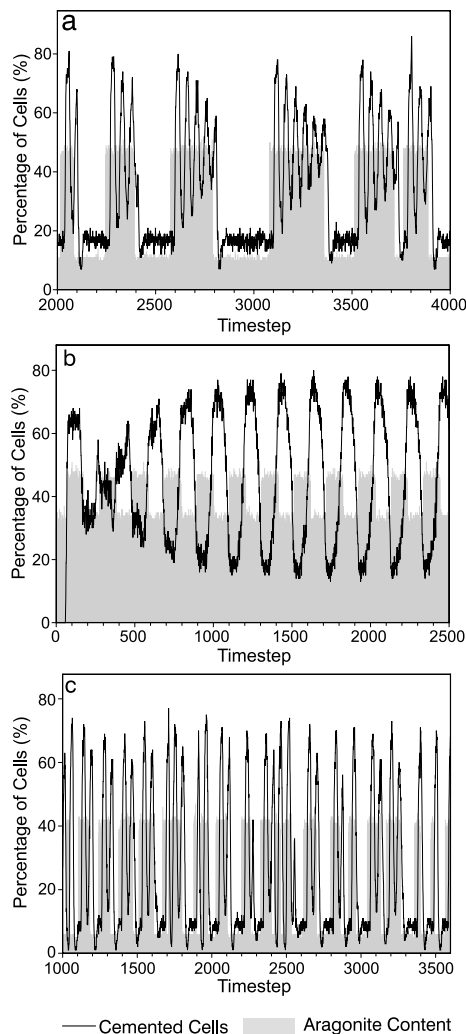 a
80
60
40
20
0
Percentage of Cells (%)
2000 2500 3000 3500 4000
Timestep
b
80
60
40
20
0
Percentage of Cells (%)
0 500 1000 1500 2000 2500
Timestep
c
80
60
40
20
0
Percentage of Cells (%)
1000 1500 2000 2500 3000 3500
Timestep
Cemented Cells Aragonite Content